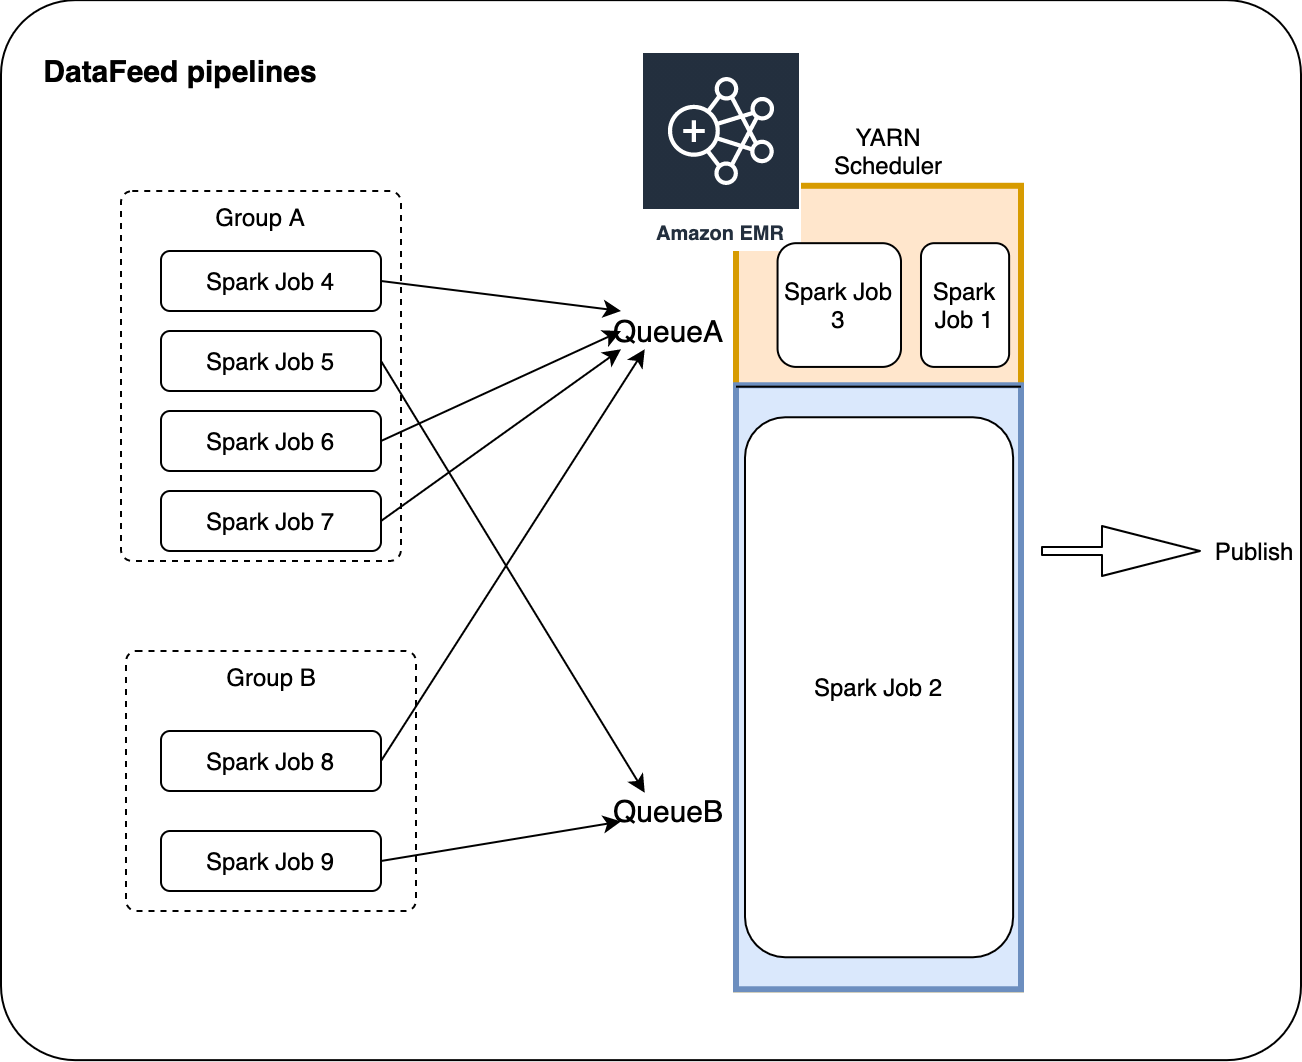 DataFeed pipelines
Group A
Spark Job 4
Spark Job 5
Spark Job 6
Spark Job 7
Group B
Spark Job 8
Spark Job 9
QueueA
QueueB
Amazon EMR
YARN
Scheduler
Spark Job
3
Spark
Job 1
Spark Job 2
Publish